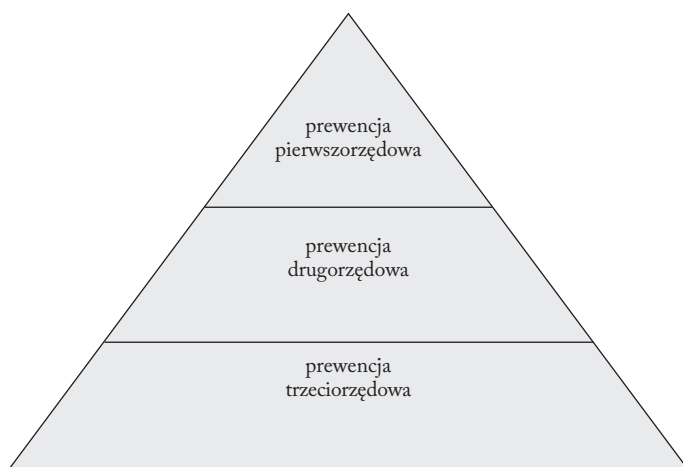 prewencja
pierwszorzędowa
prewencja
drugorzędowa
prewencja
trzeciorzędowa